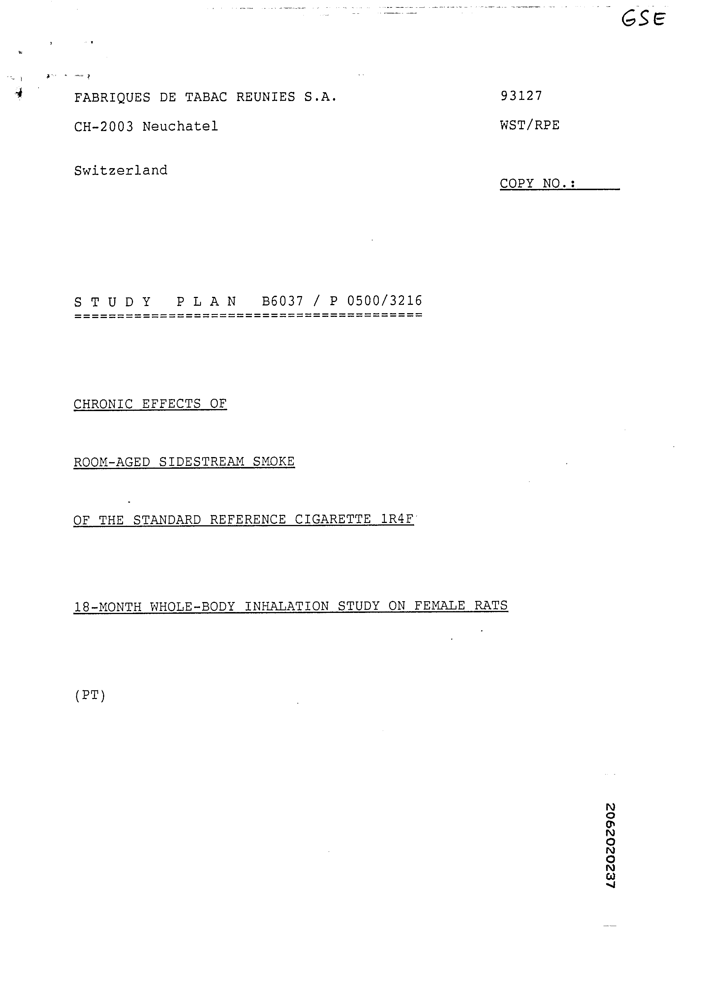 GSE
FABRIQUES DE TABAC REUNIES S.A. 93127
CH-2003 Neuchatel WST/RPE
Switzerland
COPY NO.:
S T U D Y P L A N B6037 / P 0500/3216
=========================================
CHRONIC EFFECTS OF
ROOM-AGED SIDESTREAM SMOKE
OF THE STANDARD REFERENCE CIGARETTE 1R4F
18-MONTH WHOLE-BODY INHALATION STUDY ON FEMALE RATS
(PT)
2062020237